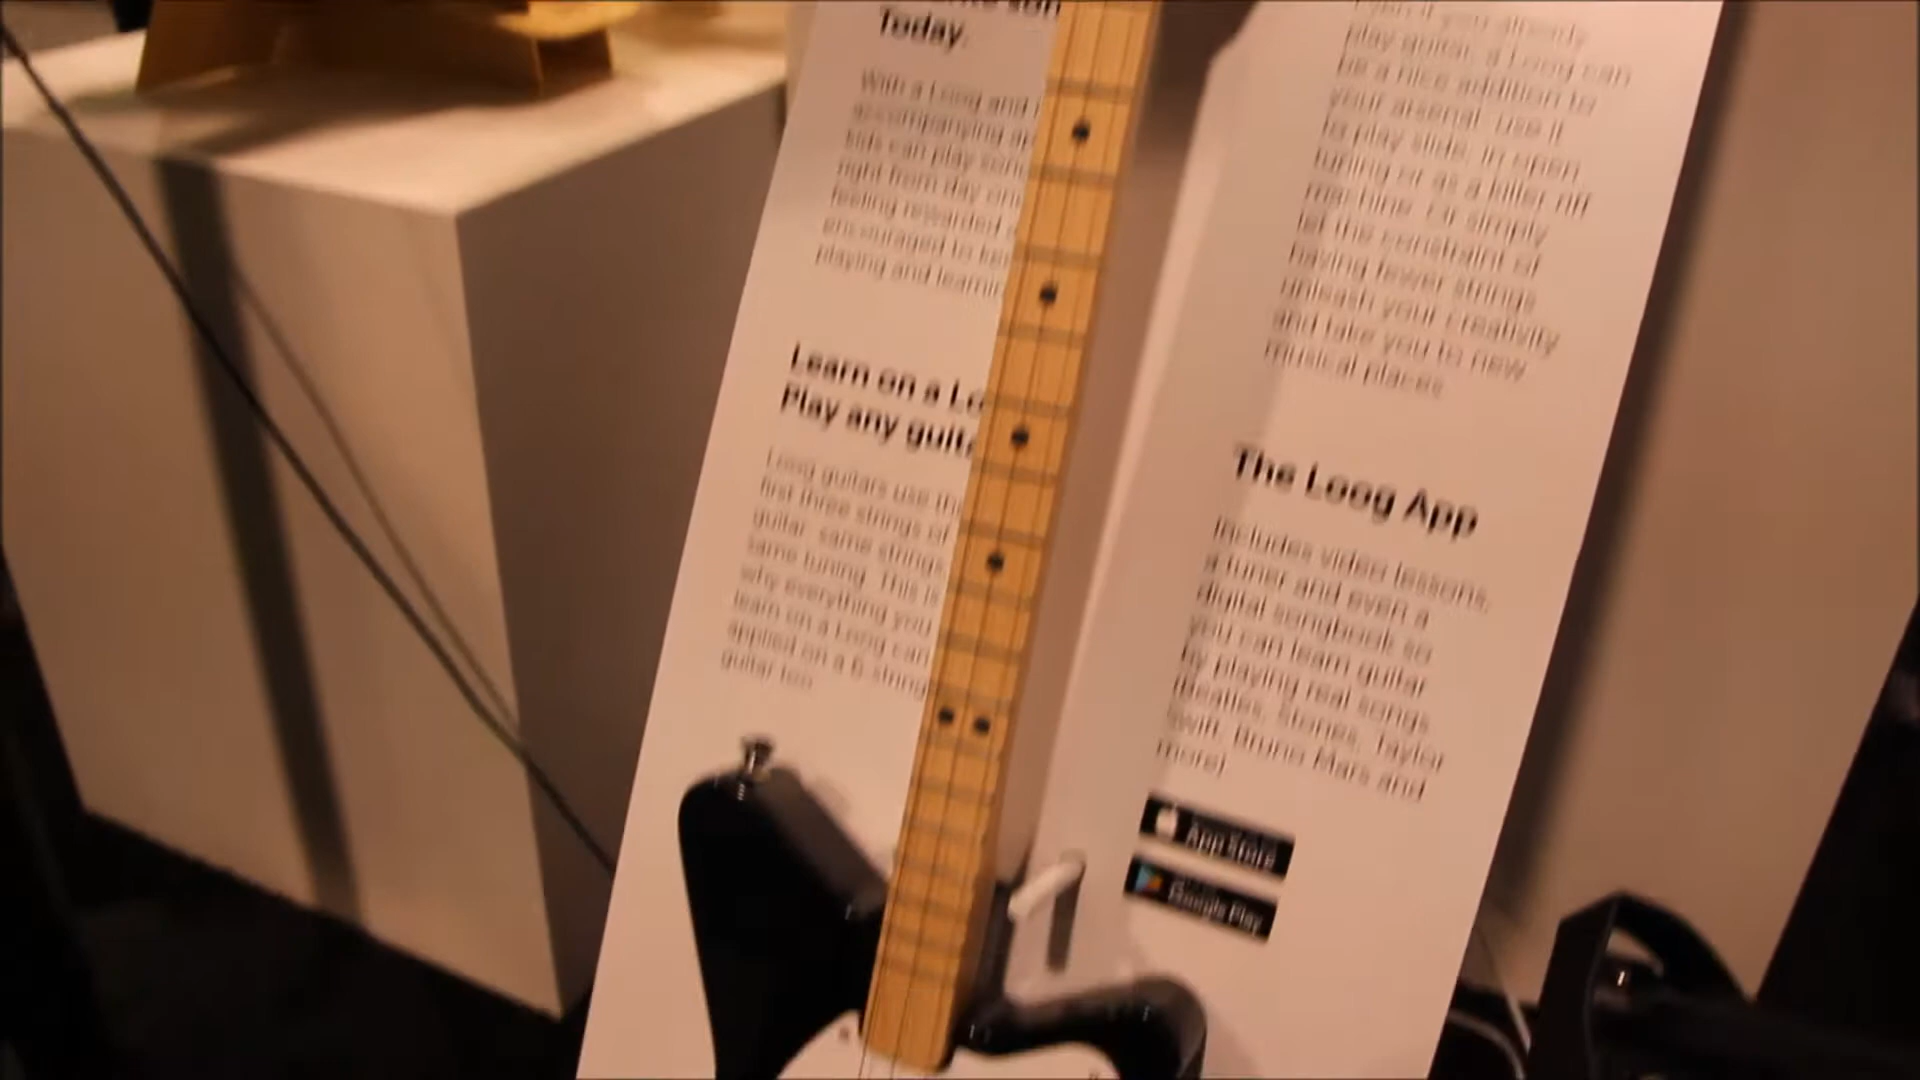 Today.
With a Loog and
accompanying
kids can play
right from day
feeling rewarded
encouraged to
playing and
Learn on a
Play any
Loog guitars use
first three strings of
guitar: same strings,
same tuning. This is
why everything you
learn on a Loog can
applied on a 6-string
guitar too.
Even if you already
play guitar, a Loog can
be a nice addition to
your arsenal: use it
to play slide, in open
tuning or as a killer riff
machine. Or simply
let the constraint of
having fewer strings
unleash your creativity
and take you to new
musical places.
The Loog App
Includes video lessons,
a tuner and even a
digital songbook so
you can learn guitar
by playing real songs
(Beatles, Stones, Taylor
Swift, Bruno Mars and
more)
App Store
Google Play